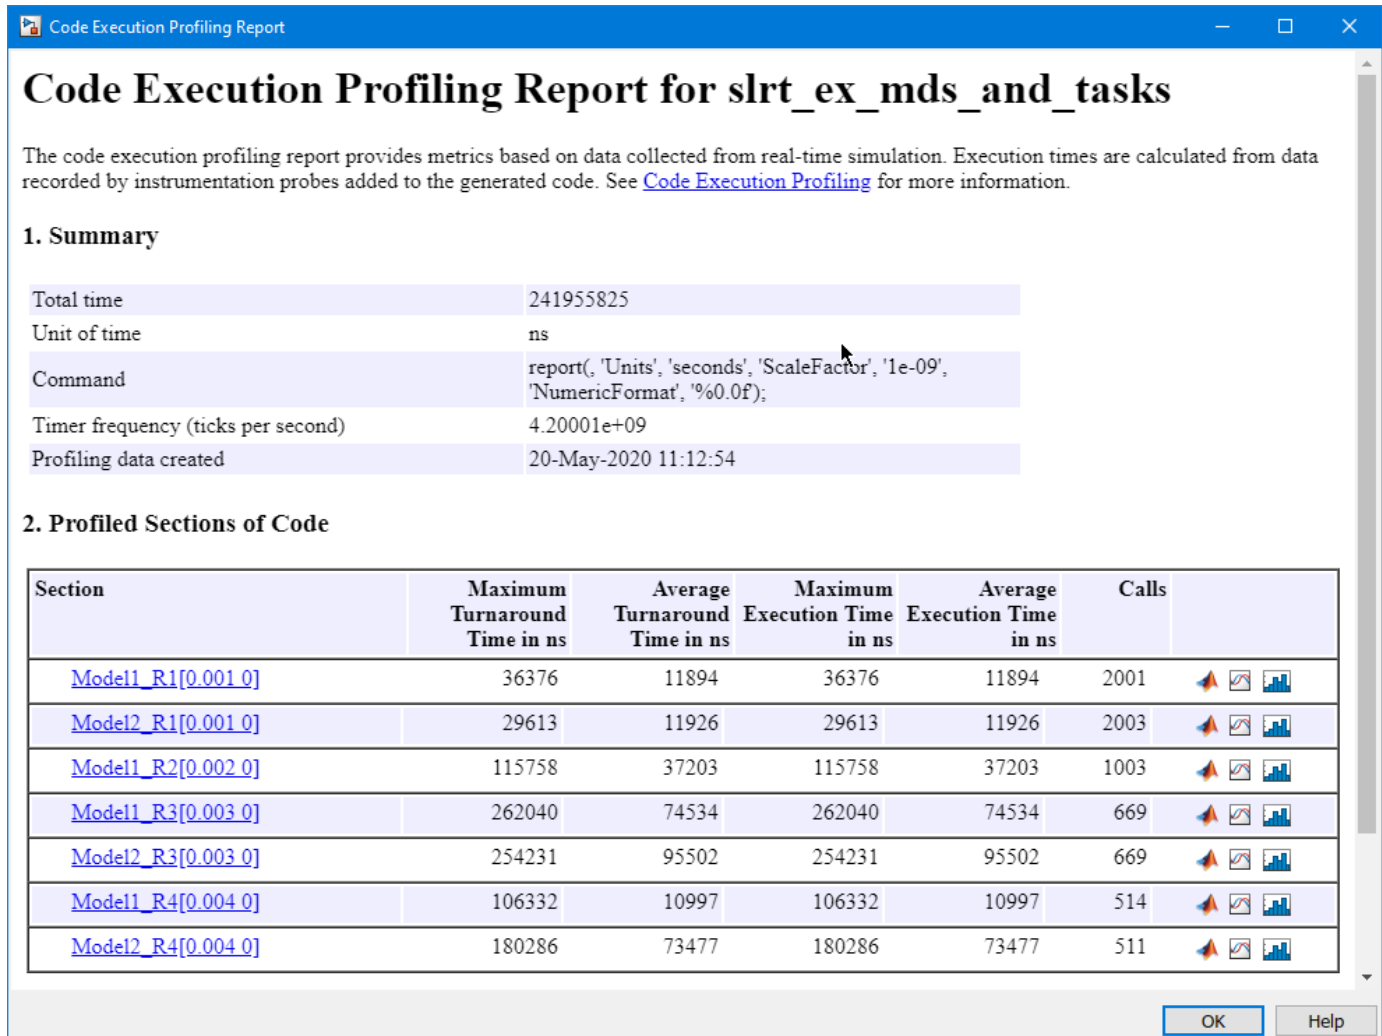 Code Execution Profiling Report
Code Execution Profiling Report for slrt_ex_mds_and_tasks
The code execution profiling report provides metrics based on data collected from real-time simulation. Execution times are calculated from data
recorded by instrumentation probes added to the generated code. See Code Execution Profiling for more information.
1. Summary
Total time 241955825
Unit of time ns
Command report(, 'Units', 'seconds', 'ScaleFactor', '1e-09',
'NumericFormat', '%0.0f');
Timer frequency (ticks per second) 4.20001e+09
Profiling data created 20-May-2020 11:12:54
2. Profiled Sections of Code
Section Maximum Average Maximum Average Calls
Turnaround Turnaround Execution Time Execution Time
Time in ns Time in ns in ns in ns
Model1_R1[0.001 0] 36376 11894 36376 11894 2001
Model2_R1[0.001 0] 29613 11926 29613 11926 2003
Model1_R2[0.002 0] 115758 37203 115758 37203 1003
Model1_R3[0.003 0] 262040 74534 262040 74534 669
Model2_R3[0.003 0] 254231 95502 254231 95502 669
Model1_R4[0.004 0] 106332 10997 106332 10997 514
Model2_R4[0.004 0] 180286 73477 180286 73477 511
OK Help